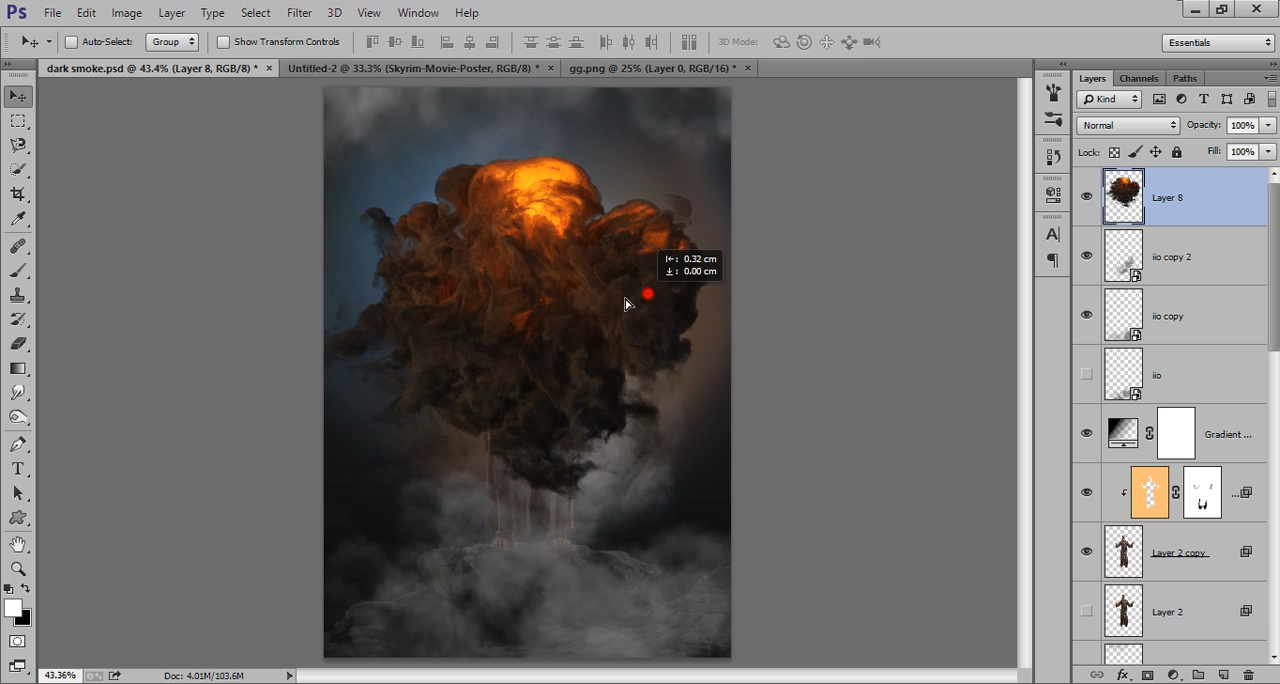 Ps File Edit Image Layer Type Select Filter 3D View Window Help
Auto-Select: Group Show Transform Controls 3D Mode: Essentials
dark smoke.psd @ 43.4% (Layer 8, RGB/8) * × Untitled-2 @ 33.3% (Skyrim-Movie-Poster, RGB/8) * × gg.png @ 25% (Layer 0, RGB/16) * ×
Layers Channels Paths
Kind
Normal Opacity: 100%
Lock: Fill: 100%
Layer 8
0.32 cm
0.00 cm
iio copy 2
iio copy
iio
Gradient ...
...
Layer 2 copy
Layer 2
43.36% Doc: 4.01M/103.6M